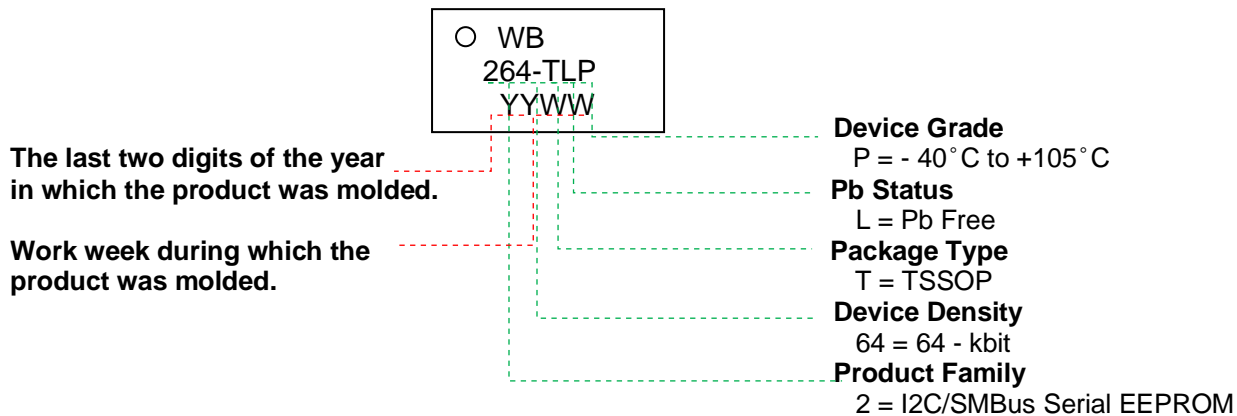 WB
264-TLP
YYWW
The last two digits of the year
in which the product was molded.
Work week during which the
product was molded.
Device Grade
P = - 40°C to +105°C
Pb Status
L = Pb Free
Package Type
T = TSSOP
Device Density
64 = 64 - kbit
Product Family
2 = I2C/SMBus Serial EEPROM